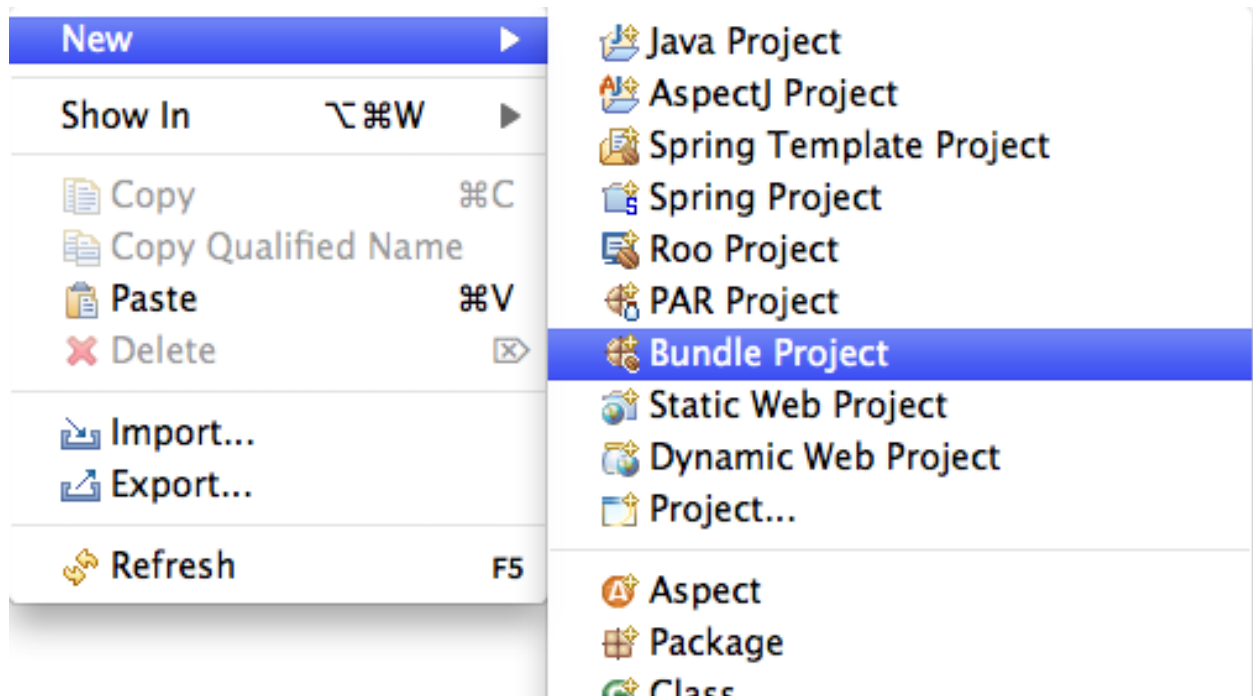 New
Show In ⌥⌘W
Copy ⌘C
Copy Qualified Name
Paste ⌘V
Delete ⌦
Import...
Export...
Refresh F5
Java Project
AspectJ Project
Spring Template Project
Spring Project
Roo Project
PAR Project
Bundle Project
Static Web Project
Dynamic Web Project
Project...
Aspect
Package
Class